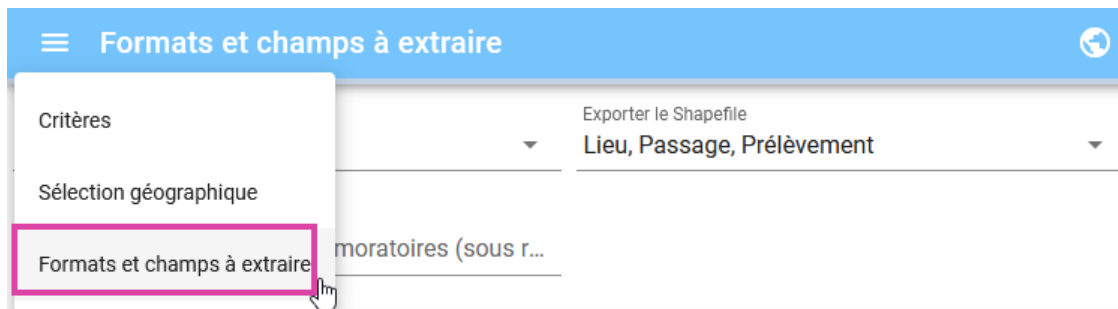 Formats et champs à extraire
Critères
Exporter le Shapefile
Lieu, Passage, Prélèvement
Sélection géographique
moratoires (sous r...
Formats et champs à extraire